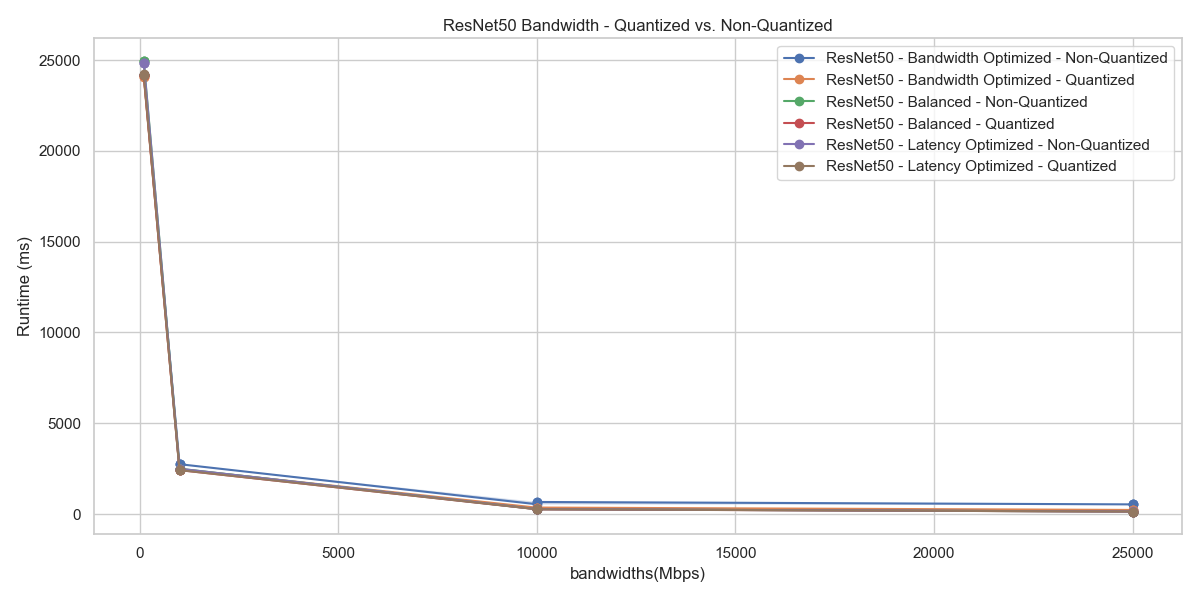 ResNet50 Bandwidth - Quantized vs. Non-Quantized
ResNet50 - Bandwidth Optimized - Non-Quantized
ResNet50 - Bandwidth Optimized - Quantized
ResNet50 - Balanced - Non-Quantized
ResNet50 - Balanced - Quantized
ResNet50 - Latency Optimized - Non-Quantized
ResNet50 - Latency Optimized - Quantized
Runtime (ms)
25000
20000
15000
10000
5000
0
0 5000 10000 15000 20000 25000
bandwidths(Mbps)